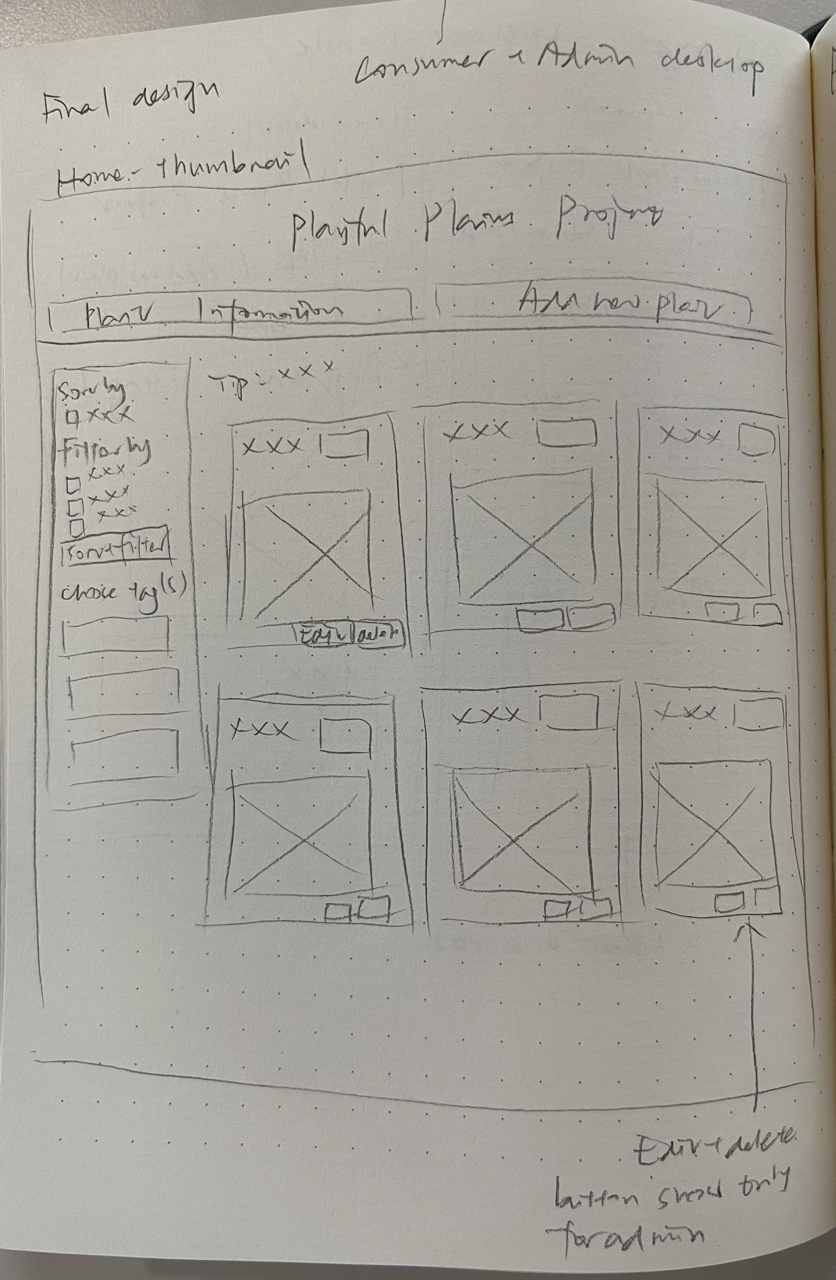 Consumer + Admin desktop
Final design
Home - thumbnail
Playful Plains Project
Plant Information
Add new plant
Sort by
xxx
Filter by
xxx
xxx
xxx
Sort+filter
choose tag(s)
Tip: xxx
xxx
xxx
xxx
Edit delete
xxx
xxx
xxx
Edit + delete
button show only
for admin